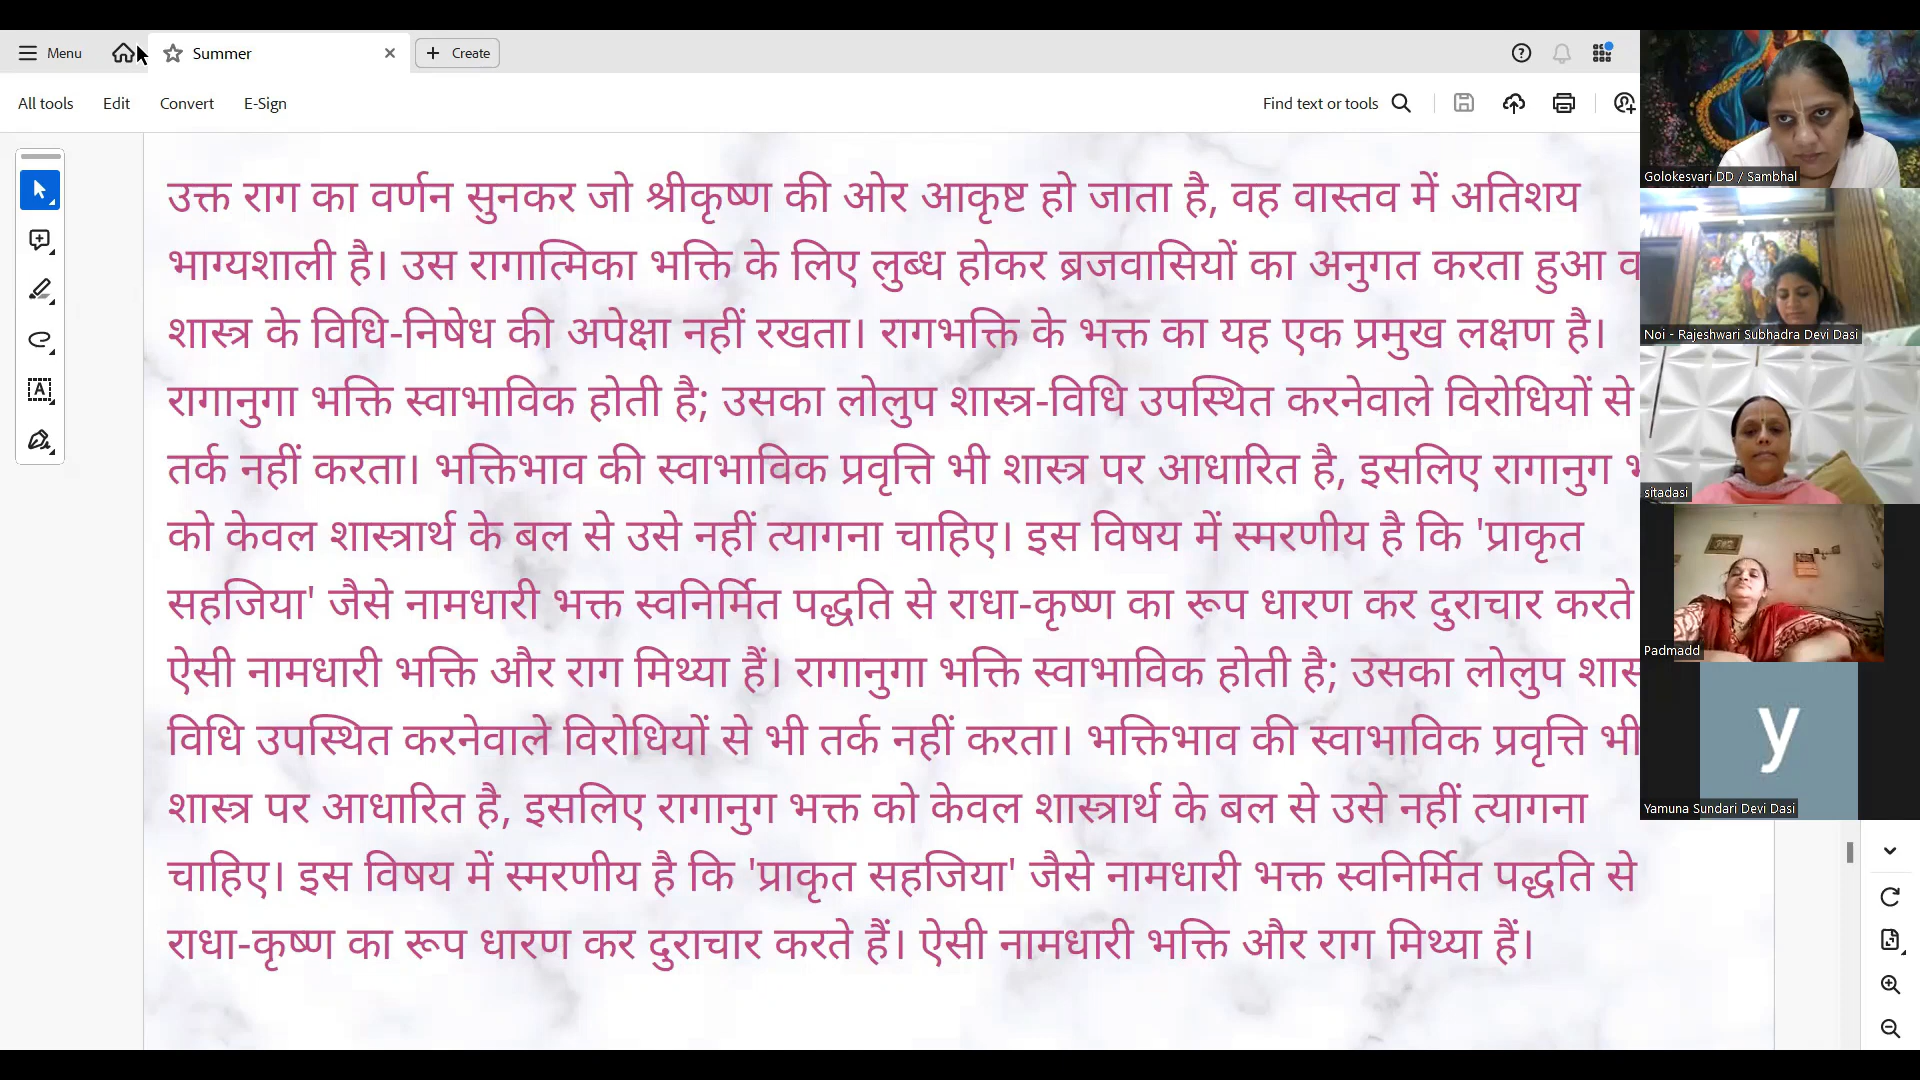 Menu
Summer
Create
All tools
Edit
Convert
E-Sign
Find text or tools
उक्त राग का वर्णन सुनकर जो श्रीकृष्ण की ओर आकृष्ट हो जाता है, वह वास्तव में अतिशय
भाग्यशाली है। उस रागात्मिका भक्ति के लिए लुब्ध होकर ब्रजवासियों का अनुगत करता हुआ
शास्त्र के विधि-निषेध की अपेक्षा नहीं रखता। रागभक्ति के भक्त का यह एक प्रमुख लक्षण है।
रागानुगा भक्ति स्वाभाविक होती है; उसका लोलुप शास्त्र-विधि उपस्थित करनेवाले विरोधियों से
तर्क नहीं करता। भक्तिभाव की स्वाभाविक प्रवृत्ति भी शास्त्र पर आधारित है, इसलिए रागानुग
को केवल शास्त्रार्थ के बल से उसे नहीं त्यागना चाहिए। इस विषय में स्मरणीय है कि 'प्राकृत
सहजिया' जैसे नामधारी भक्त स्वनिर्मित पद्धति से राधा-कृष्ण का रूप धारण कर दुराचार करते
ऐसी नामधारी भक्ति और राग मिथ्या हैं। रागानुगा भक्ति स्वाभाविक होती है; उसका लोलुप
विधि उपस्थित करनेवाले विरोधियों से भी तर्क नहीं करता। भक्तिभाव की स्वाभाविक प्रवृत्ति भी
शास्त्र पर आधारित है, इसलिए रागानुग भक्त को केवल शास्त्रार्थ के बल से उसे नहीं त्यागना
चाहिए। इस विषय में स्मरणीय है कि 'प्राकृत सहजिया' जैसे नामधारी भक्त स्वनिर्मित पद्धति से
राधा-कृष्ण का रूप धारण कर दुराचार करते हैं। ऐसी नामधारी भक्ति और राग मिथ्या हैं।
Golokesvari DD / Sambhal
Noi - Rajeshwari Subhadra Devi Dasi
sitadasi
Padmadd
y
Yamuna Sundari Devi Dasi